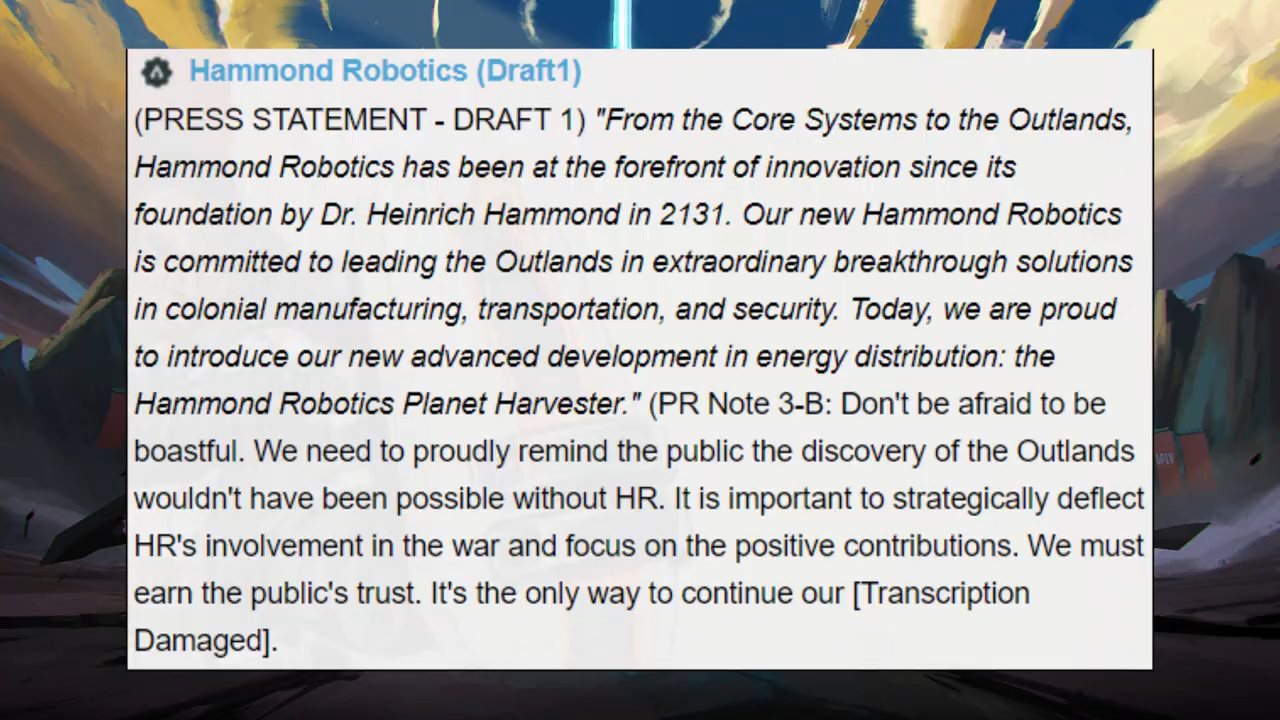 Hammond Robotics (Draft1)
(PRESS STATEMENT - DRAFT 1) "From the Core Systems to the Outlands,
Hammond Robotics has been at the forefront of innovation since its
foundation by Dr. Heinrich Hammond in 2131. Our new Hammond Robotics
is committed to leading the Outlands in extraordinary breakthrough solutions
in colonial manufacturing, transportation, and security. Today, we are proud
to introduce our new advanced development in energy distribution: the
Hammond Robotics Planet Harvester." (PR Note 3-B: Don't be afraid to be
boastful. We need to proudly remind the public the discovery of the Outlands
wouldn't have been possible without HR. It is important to strategically deflect
HR's involvement in the war and focus on the positive contributions. We must
earn the public's trust. It's the only way to continue our [Transcription
Damaged].